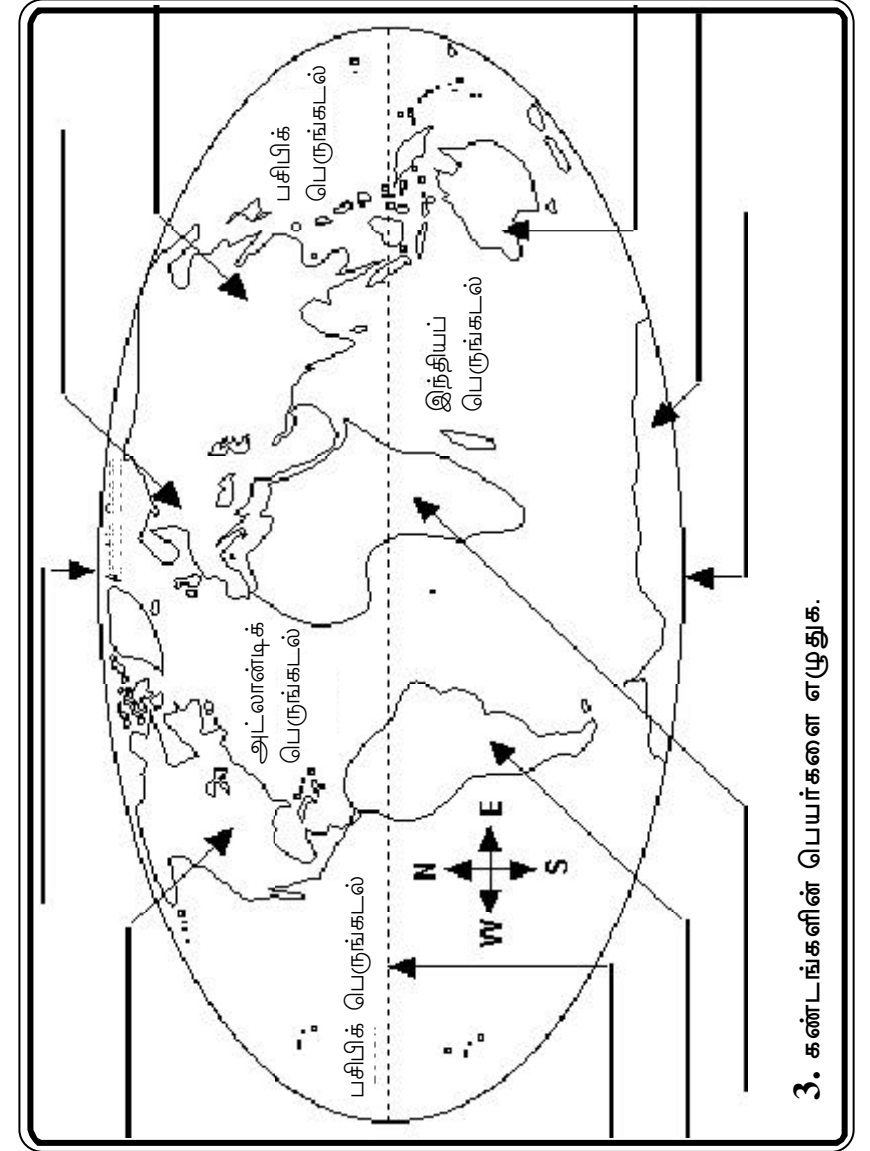 பசிபிக்
பெருங்கடல்
அட்லாண்டிக்
பெருங்கடல்
இந்தியப்
பெருங்கடல்
பசிபிக் பெருங்கடல்
N
W E
S
3. கண்டங்களின் பெயர்களை எழுதுக.